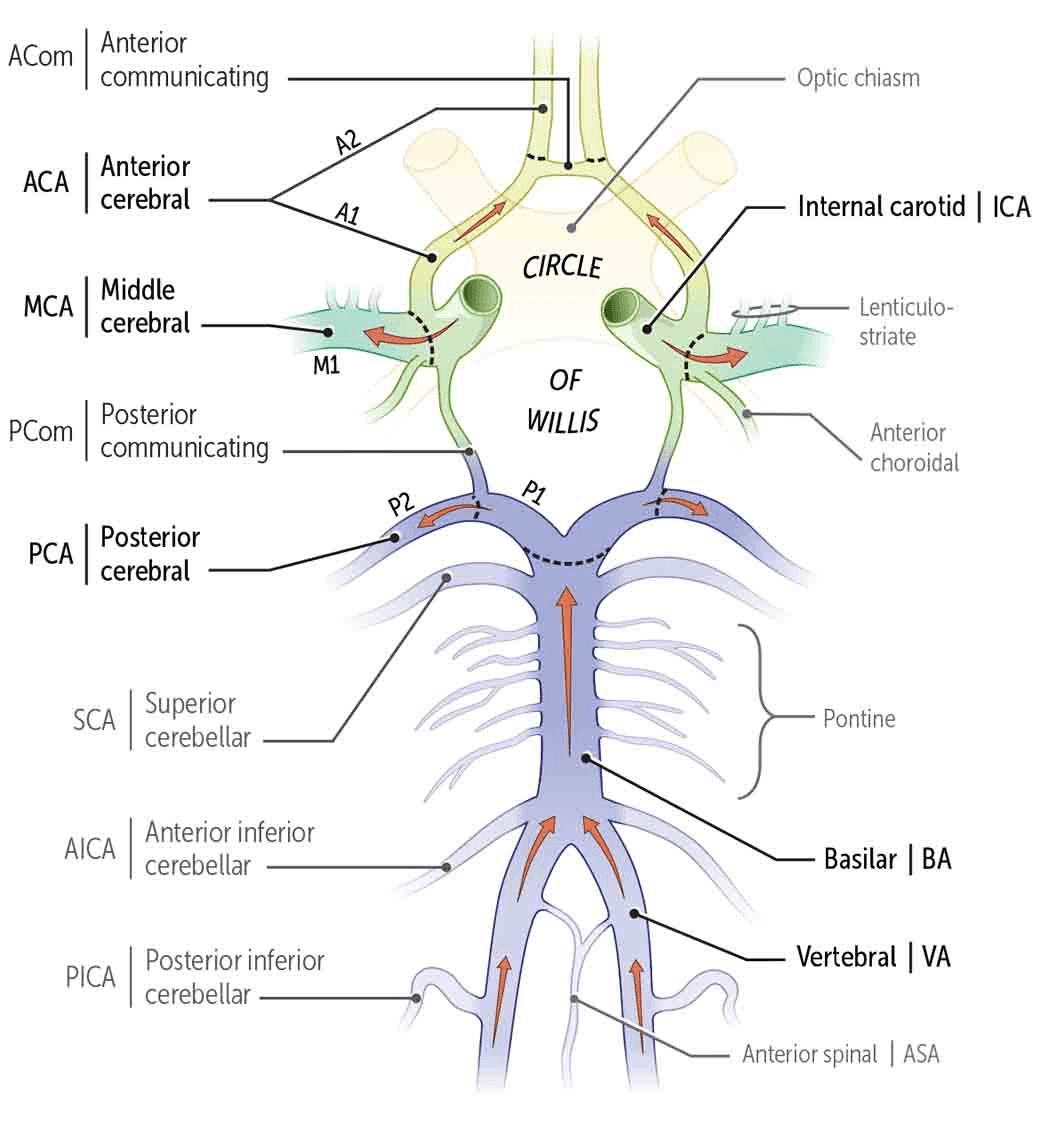 ACom | Anterior
communicating
Optic chiasm
A2
ACA | Anterior
cerebral
A1
Internal carotid | ICA
CIRCLE
MCA | Middle
cerebral
M1
Lenticulo-
striate
OF
WILLIS
PCom | Posterior
communicating
Anterior
choroidal
P2
P1
PCA | Posterior
cerebral
SCA | Superior
cerebellar
Pontine
AICA | Anterior inferior
cerebellar
Basilar | BA
Vertebral | VA
PICA | Posterior inferior
cerebellar
Anterior spinal | ASA